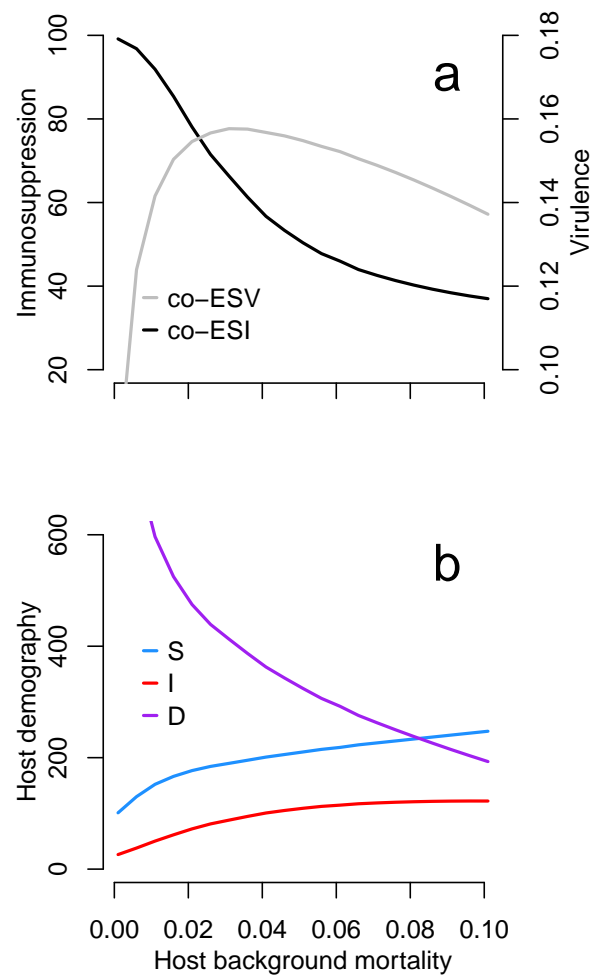 a
Immunosuppression
100
80
60
40
20
Virulence
0.18
0.16
0.14
0.12
0.10
co−ESV
co−ESI
b
Host demography
600
400
200
0
S
I
D
0.00 0.02 0.04 0.06 0.08 0.10
Host background mortality